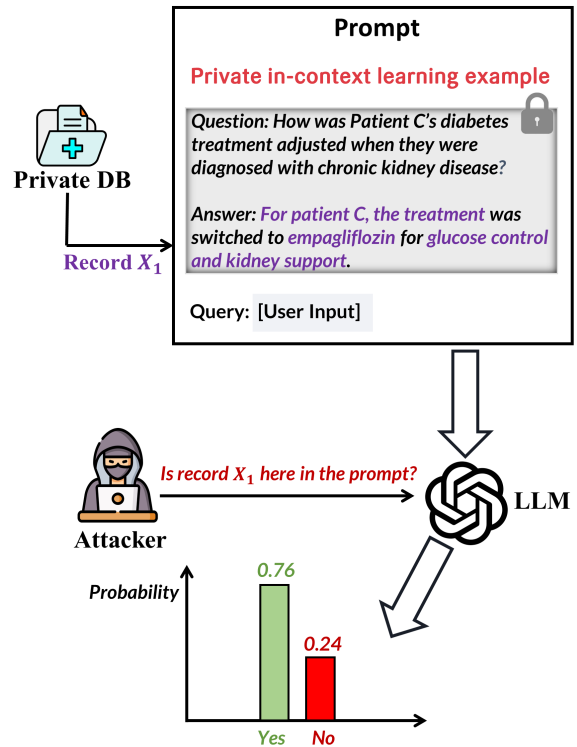 Prompt
Private in-context learning example
Question: How was Patient C's diabetes
treatment adjusted when they were
diagnosed with chronic kidney disease?
Answer: For patient C, the treatment was
switched to empagliflozin for glucose control
and kidney support.
Private DB
Record X₁
Query: [User Input]
Is record X₁ here in the prompt?
LLM
Attacker
Probability
0.76
0.24
Yes
No